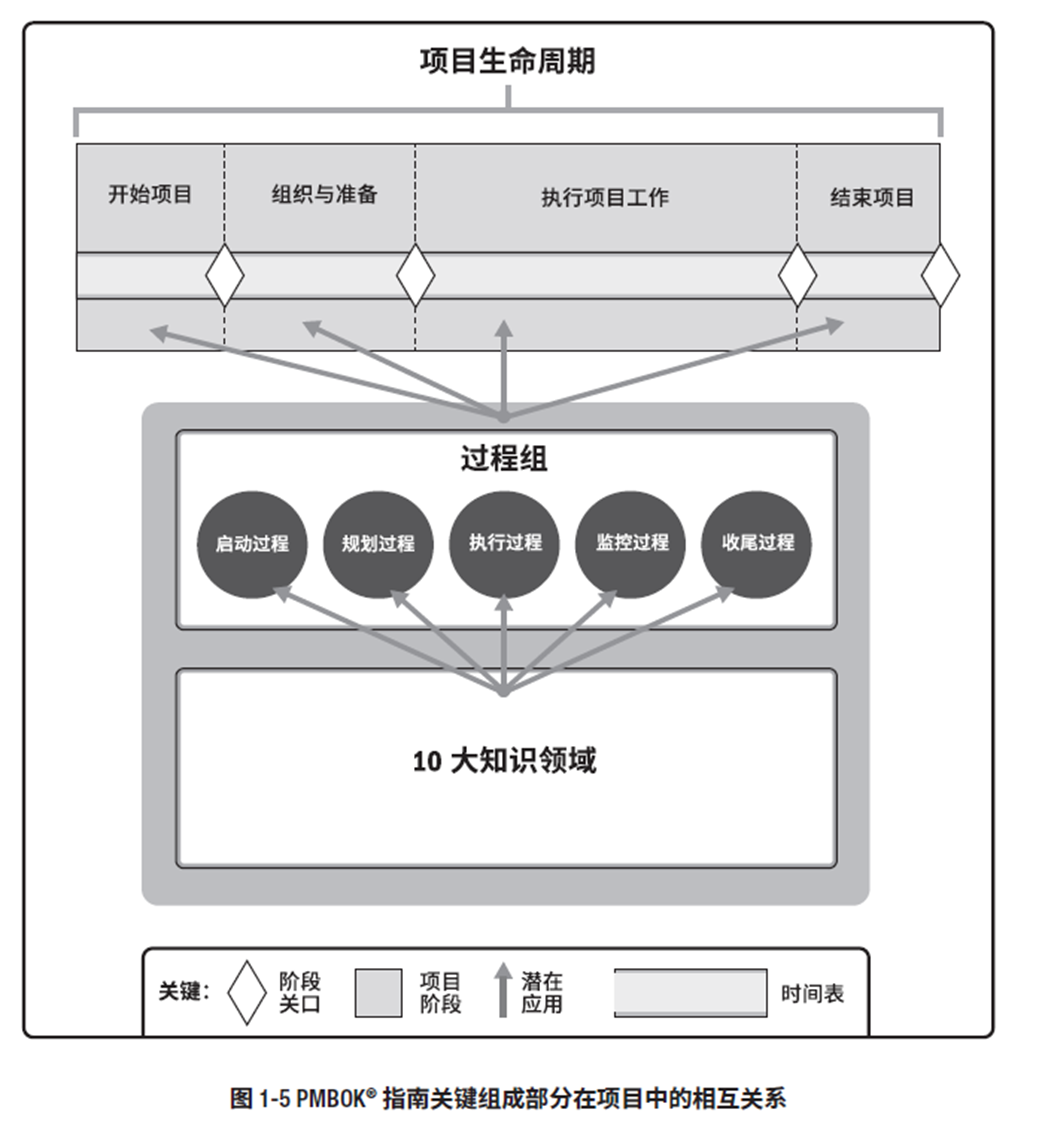 项目生命周期
开始项目
组织与准备
执行项目工作
结束项目
过程组
启动过程
规划过程
执行过程
监控过程
收尾过程
10 大知识领域
关键：
阶段
关口
项目
阶段
潜在
应用
时间表
图 1-5 PMBOK® 指南关键组成部分在项目中的相互关系